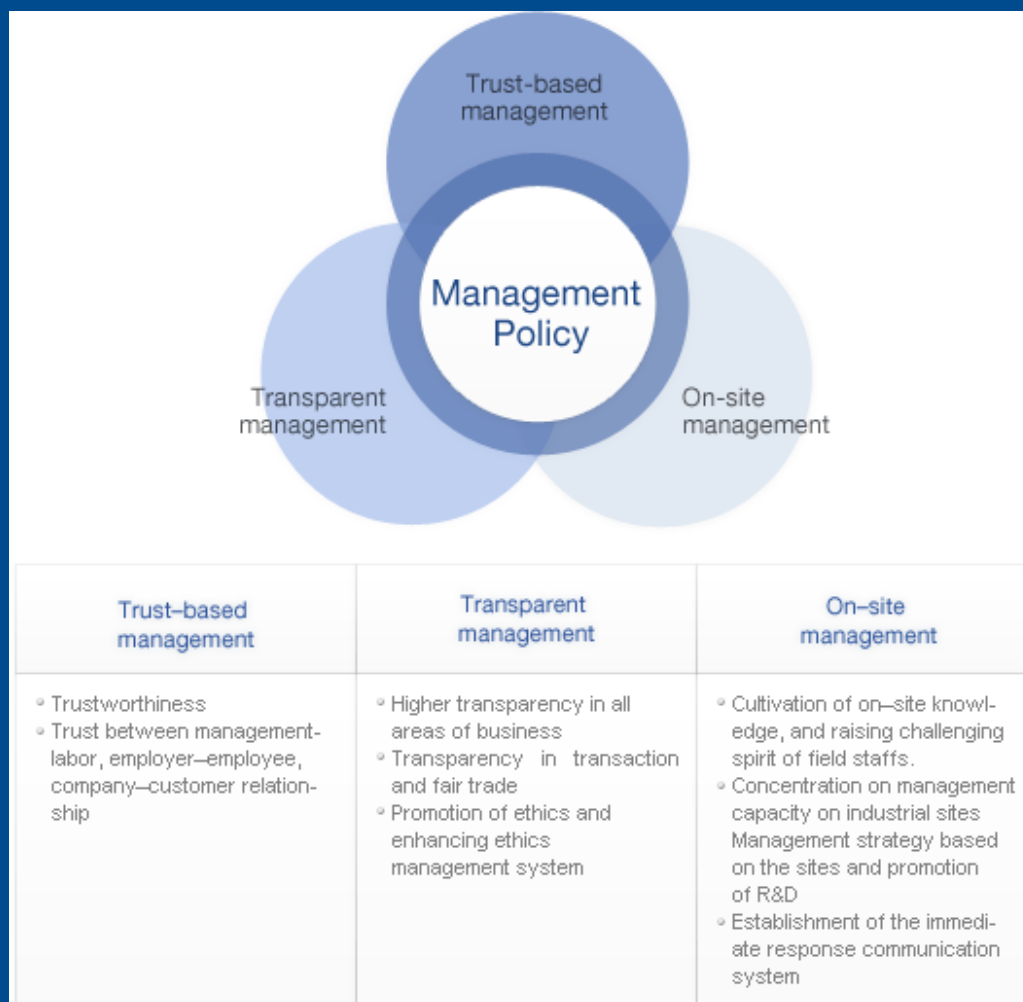 Trust-based
management
Management
Policy
Transparent
management
On-site
management
Trust–based
management
Transparent
management
On–site
management
Trustworthiness
Trust between management-
labor, employer–employee,
company–customer relation-
ship
Higher transparency in all
areas of business
Transparency in transaction
and fair trade
Promotion of ethics and
enhancing ethics
management system
Cultivation of on–site knowl-
edge, and raising challenging
spirit of field staffs.
Concentration on management
capacity on industrial sites
Management strategy based
on the sites and promotion
of R&D
Establishment of the immedi-
ate response communication
system